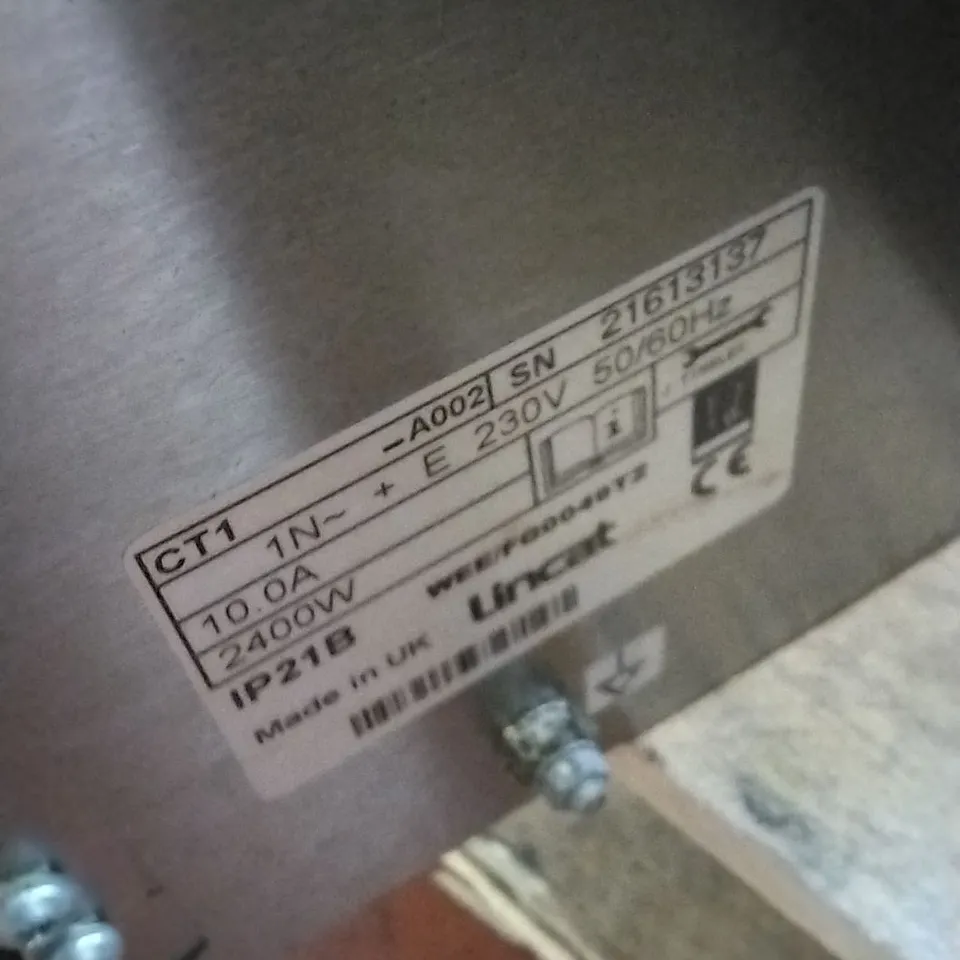 CT1 –A002 SN 21613137
1N~ + E 230V 50/60Hz
10.0A
2400W
IP21B
Made in UK
Lincat
CE